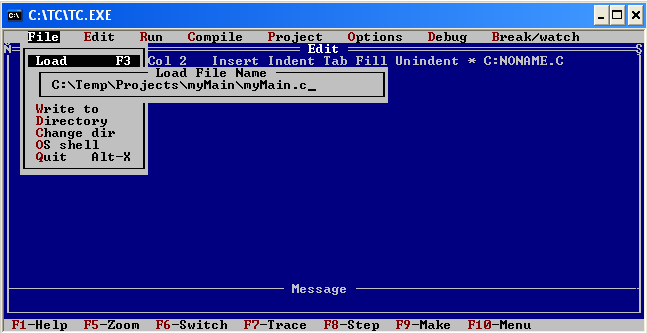 C:\TC\TC.EXE
File Edit Run Compile Project Options Debug Break/watch
Edit
Load F3 Col 2 Insert Indent Tab Fill Unindent * C:NONAME.C
Load File Name
C:\Temp\Projects\myMain\myMain.c_
Write to
Directory
Change dir
OS shell
Quit Alt-X
Message
F1-Help F5-Zoom F6-Switch F7-Trace F8-Step F9-Make F10-Menu